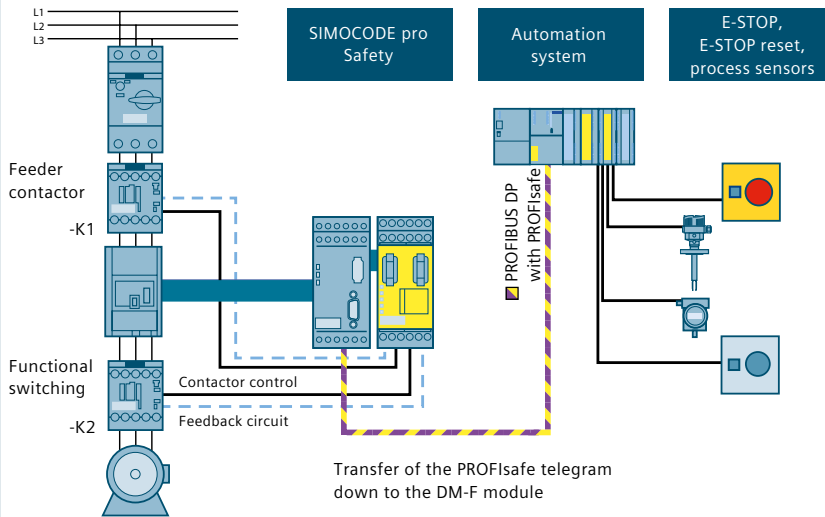 L1
L2
L3
SIMOCODE pro
Safety
Automation
system
E-STOP,
E-STOP reset,
process sensors
Feeder
contactor
-K1
PROFIBUS DP
with PROFIsafe
Functional
switching
-K2
Contactor control
Feedback circuit
Transfer of the PROFIsafe telegram
down to the DM-F module